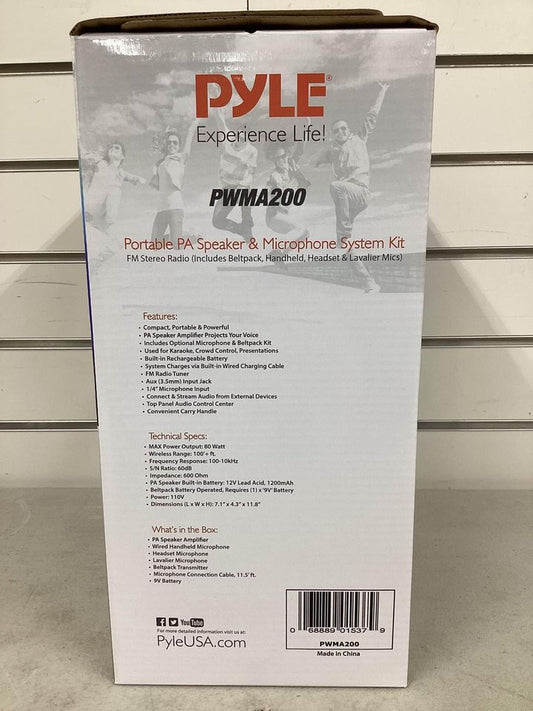 PYLE®
Experience Life!
PWMA200
Portable PA Speaker & Microphone System Kit
FM Stereo Radio (Includes Beltpack, Handheld, Headset & Lavalier Mics)
Features:
• Compact, Portable & Powerful
• PA Speaker Amplifier Projects Your Voice
• Includes Optional Microphone & Beltpack Kit
• Used for Karaoke, Crowd Control, Presentations
• Built-in Rechargeable Battery
• System Charges via Built-in Wired Charging Cable
• FM Radio Tuner
• Aux (3.5mm) Input Jack
• 1/4" Microphone Input
• Connect & Stream Audio from External Devices
• Top Panel Audio Control Center
• Convenient Carry Handle
Technical Specs:
• MAX Power Output: 80 Watt
• Wireless Range: 100'+ ft.
• Frequency Response: 100-10kHz
• S/N Ratio: 60dB
• Impedance: 600 Ohm
• PA Speaker Built-in Battery: 12V Lead Acid, 1200mAh
• Beltpack Battery Operated, Requires (1) x '9V' Battery
• Power: 110V
• Dimensions (L x W x H): 7.1" x 4.3" x 11.8"
What's in the Box:
• PA Speaker Amplifier
• Wired Handheld Microphone
• Headset Microphone
• Lavalier Microphone
• Beltpack Transmitter
• Microphone Connection Cable, 11.5' ft.
• 9V Battery
YouTube
For more detailed information visit us at:
PyleUSA.com
0 68889 01537 9
PWMA200
Made in China